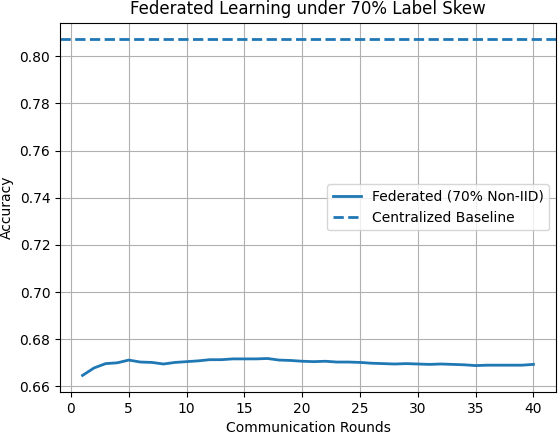 Federated Learning under 70% Label Skew
0.80
0.78
0.76
0.74
0.72
0.70
0.68
0.66
Accuracy
Federated (70% Non-IID)
Centralized Baseline
0 5 10 15 20 25 30 35 40
Communication Rounds